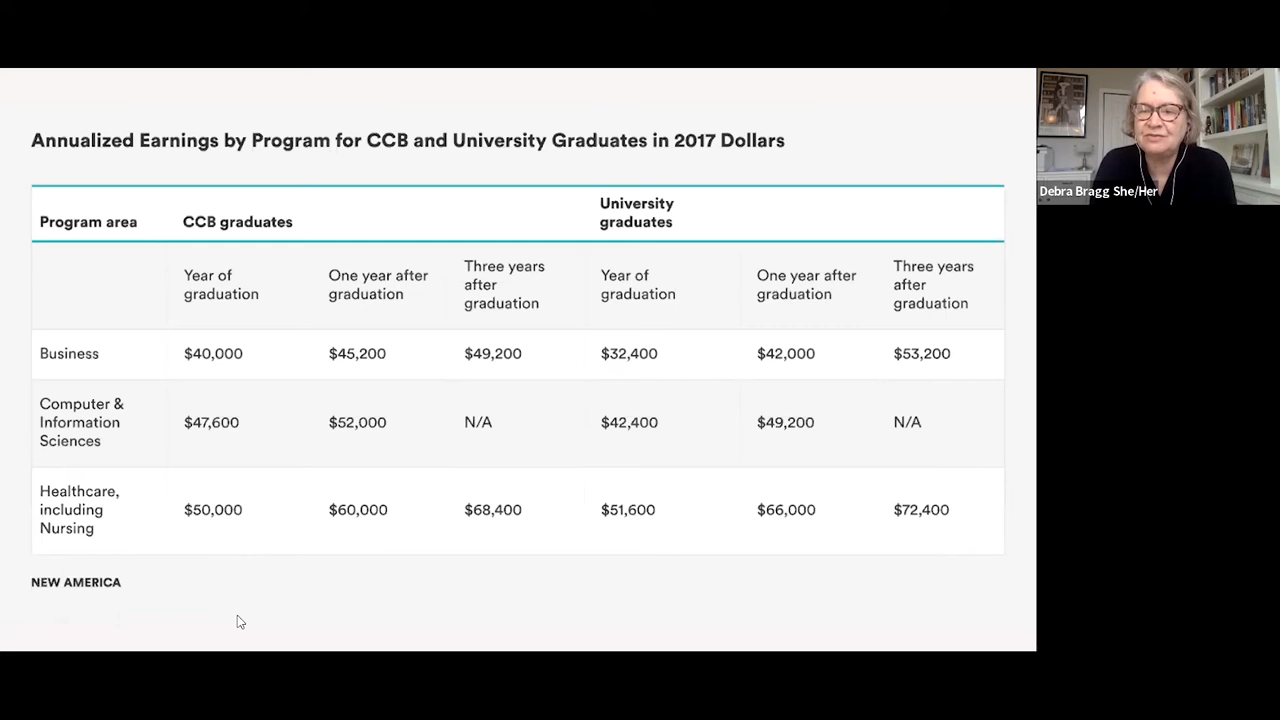 Annualized Earnings by Program for CCB and University Graduates in 2017 Dollars
Program area
CCB graduates
University
graduates
Year of
graduation
One year after
graduation
Three years
after
graduation
Year of
graduation
One year after
graduation
Three years
after
graduation
Business
$40,000
$45,200
$49,200
$32,400
$42,000
$53,200
Computer &
Information
Sciences
$47,600
$52,000
N/A
$42,400
$49,200
N/A
Healthcare,
including
Nursing
$50,000
$60,000
$68,400
$51,600
$66,000
$72,400
NEW AMERICA
Debra Bragg She/Her